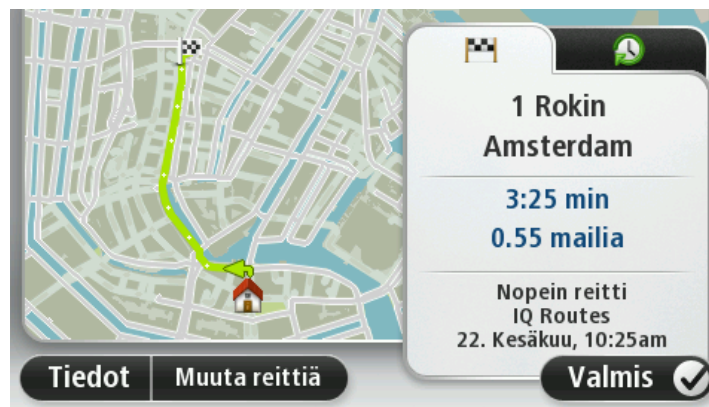 1 Rokin
Amsterdam
3:25 min
0.55 mailia
Nopein reitti
IQ Routes
22. Kesäkuu, 10:25am
Tiedot
Muuta reittiä
Valmis